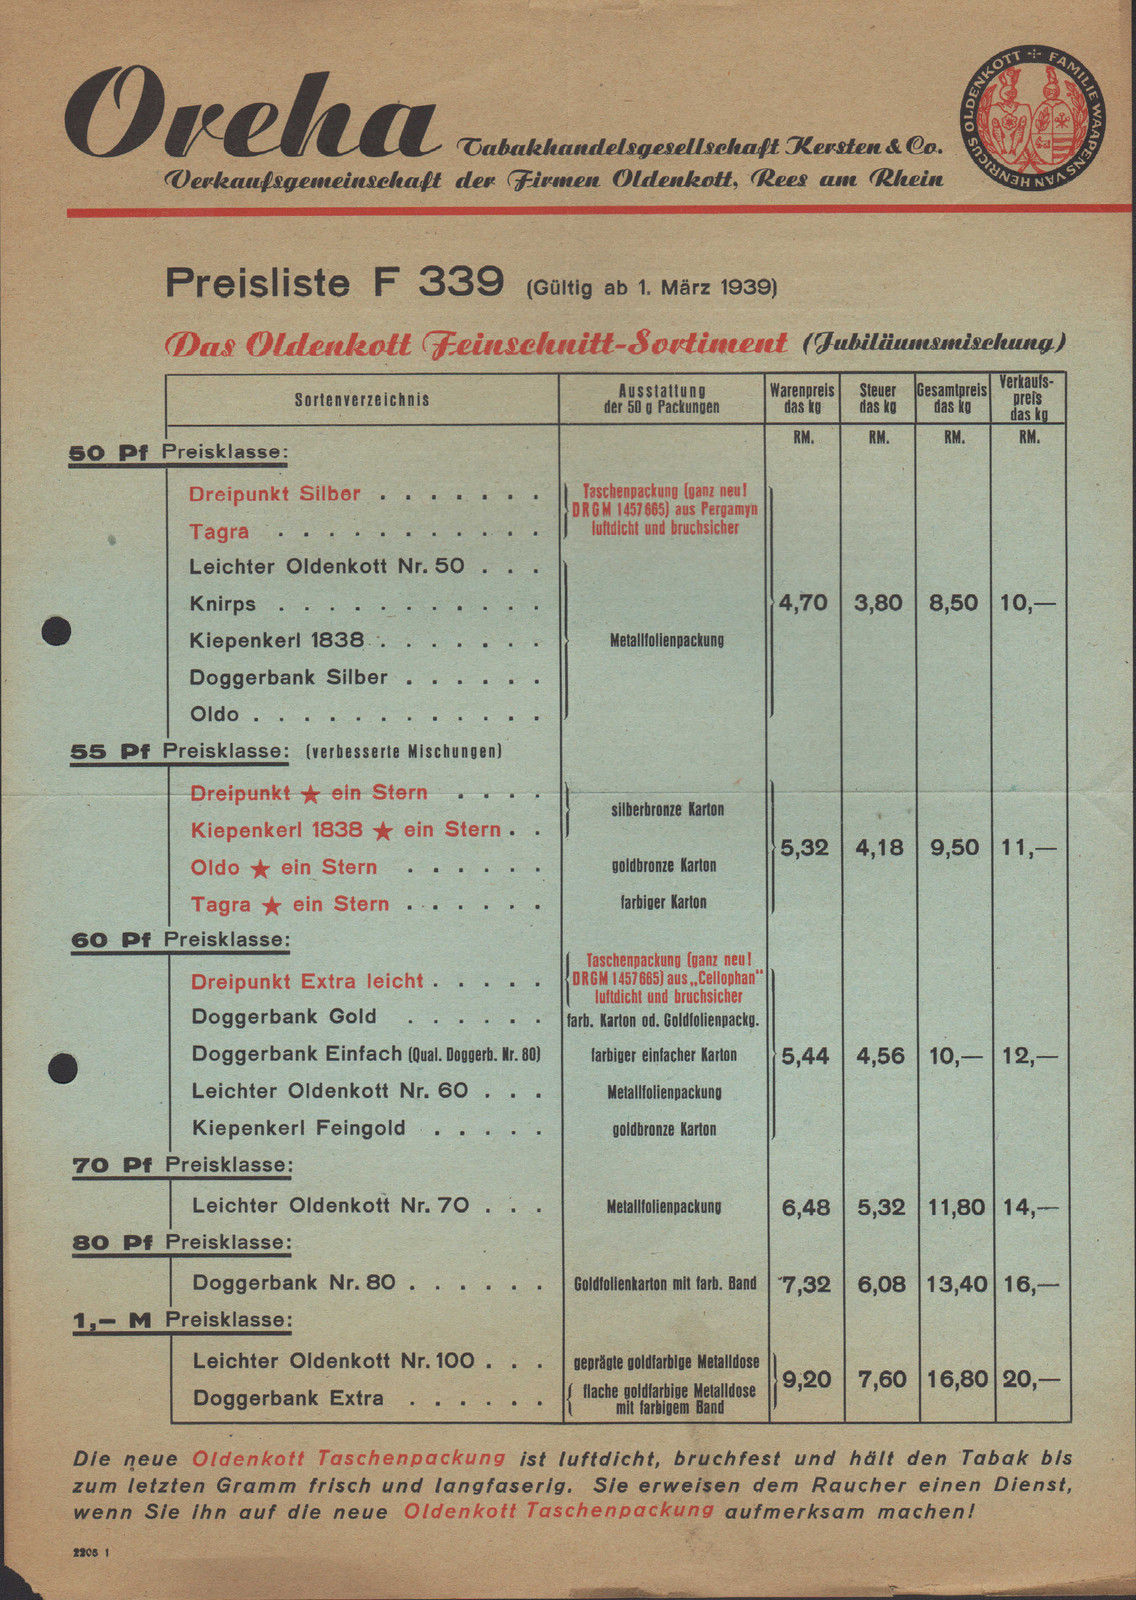 Oreha Tabakhandelsgesellschaft Kersten & Co.
Verkaufsgemeinschaft der Firmen Oldenkott, Rees am Rhein
FAMILIE WAAPENS VAN HENRICUS OLDENKOTT
Preisliste F 339 (Gültig ab 1. März 1939)
Das Oldenkott Feinschnitt-Sortiment (Jubiläumsmischung)
Sortenverzeichnis
Ausstattung
der 50 g Packungen
Warenpreis
das kg
Steuer
das kg
Gesamtpreis
das kg
Verkaufs-
preis
das kg
RM. RM. RM. RM.
50 Pf Preisklasse:
Dreipunkt Silber . . . . . . .
Tagra . . . . . . . . . . .
Taschenpackung (ganz neu!
DRGM 1457665) aus Pergamyn
luftdicht und bruchsicher
Leichter Oldenkott Nr. 50 . . .
Knirps . . . . . . . . . . .
4,70 3,80 8,50 10,—
Kiepenkerl 1838 . . . . . . . Metallfolienpackung
Doggerbank Silber . . . . . .
Oldo . . . . . . . . . . . .
55 Pf Preisklasse: (verbesserte Mischungen)
Dreipunkt ★ ein Stern . . . .
Kiepenkerl 1838 ★ ein Stern . .
silberbronze Karton
5,32 4,18 9,50 11,—
Oldo ★ ein Stern . . . . . . goldbronze Karton
Tagra ★ ein Stern . . . . . . farbiger Karton
60 Pf Preisklasse:
Dreipunkt Extra leicht . . . . .
Taschenpackung (ganz neu!
DRGM 1457665) aus „Cellophan“
luftdicht und bruchsicher
Doggerbank Gold . . . . . . farb. Karton od. Goldfolienpackg.
Doggerbank Einfach (Qual. Doggerb. Nr. 80) farbiger einfacher Karton 5,44 4,56 10,— 12,—
Leichter Oldenkott Nr. 60 . . . Metallfolienpackung
Kiepenkerl Feingold . . . . . goldbronze Karton
70 Pf Preisklasse:
Leichter Oldenkott Nr. 70 . . . Metallfolienpackung 6,48 5,32 11,80 14,—
80 Pf Preisklasse:
Doggerbank Nr. 80 . . . . . . Goldfolienkarton mit farb. Band 7,32 6,08 13,40 16,—
1,— M Preisklasse:
Leichter Oldenkott Nr. 100 . . . geprägte goldfarbige Metalldose
9,20 7,60 16,80 20,—
Doggerbank Extra . . . . . .
flache goldfarbige Metalldose
mit farbigem Band
Die neue Oldenkott Taschenpackung ist luftdicht, bruchfest und hält den Tabak bis
zum letzten Gramm frisch und langfaserig. Sie erweisen dem Raucher einen Dienst,
wenn Sie ihn auf die neue Oldenkott Taschenpackung aufmerksam machen!
2206 1